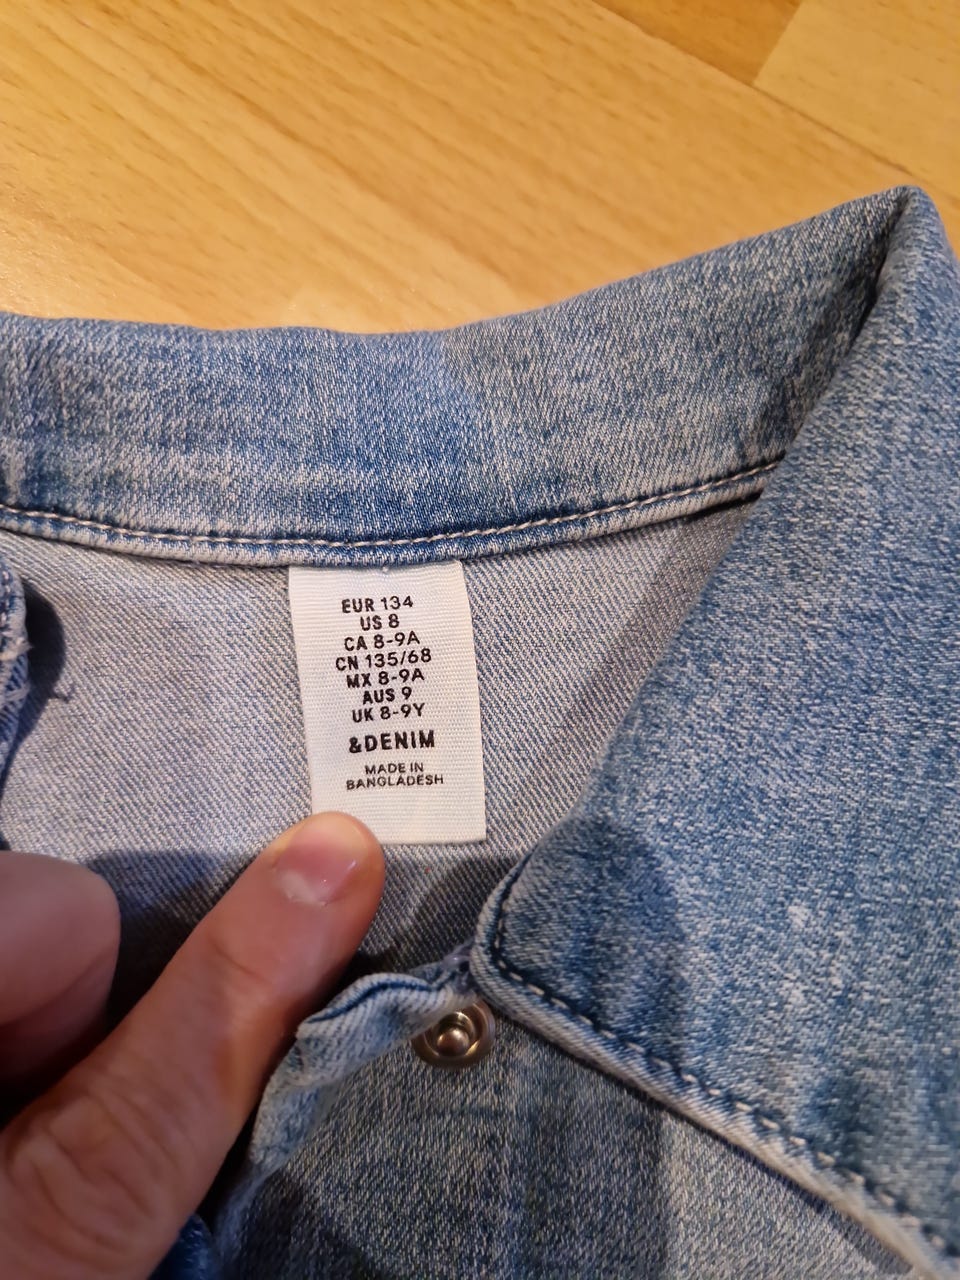 EUR 134
US 8
CA 8-9A
CN 135/68
MX 8-9A
AUS 9
UK 8-9Y
&DENIM
MADE IN
BANGLADESH